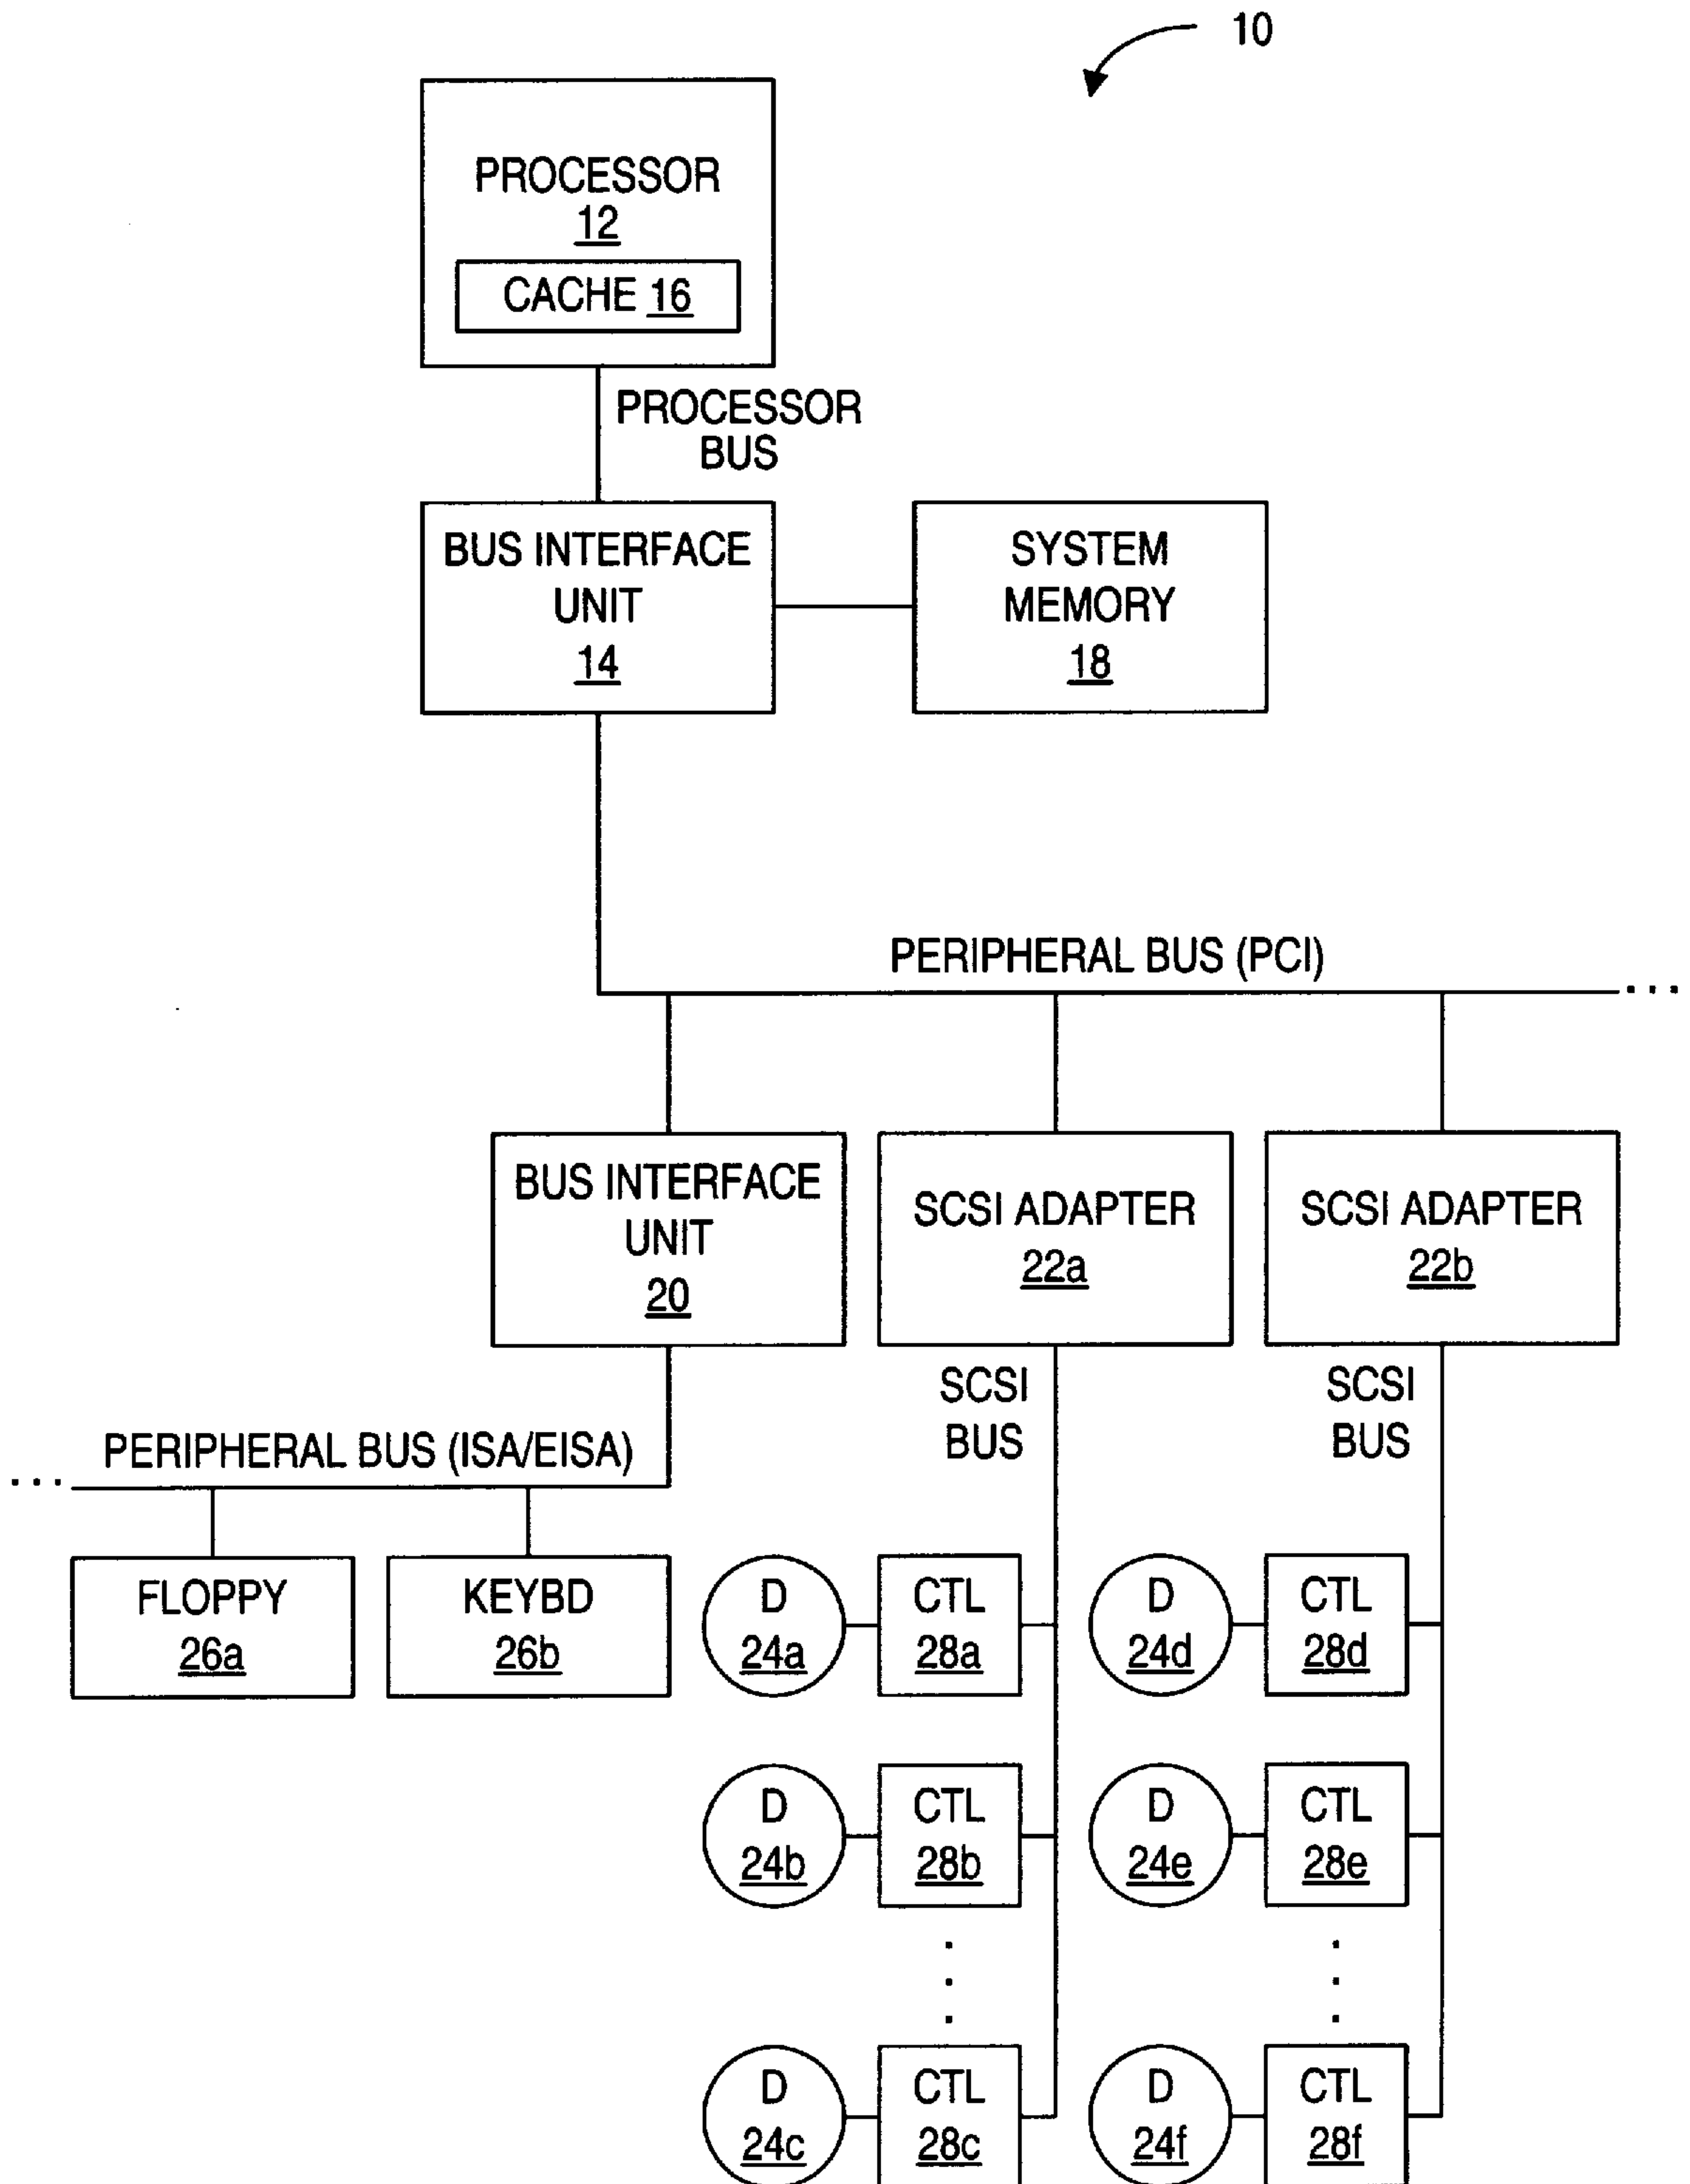 10
PROCESSOR
12
CACHE 16
PROCESSOR
BUS
BUS INTERFACE
UNIT
14
SYSTEM
MEMORY
18
PERIPHERAL BUS (PCI)
...
BUS INTERFACE
UNIT
20
SCSI ADAPTER
22a
SCSI ADAPTER
22b
SCSI
BUS
SCSI
BUS
PERIPHERAL BUS (ISA/EISA)
...
FLOPPY
26a
KEYBD
26b
D
24a
CTL
28a
D
24d
CTL
28d
D
24b
CTL
28b
D
24e
CTL
28e
D
24c
CTL
28c
D
24f
CTL
28f